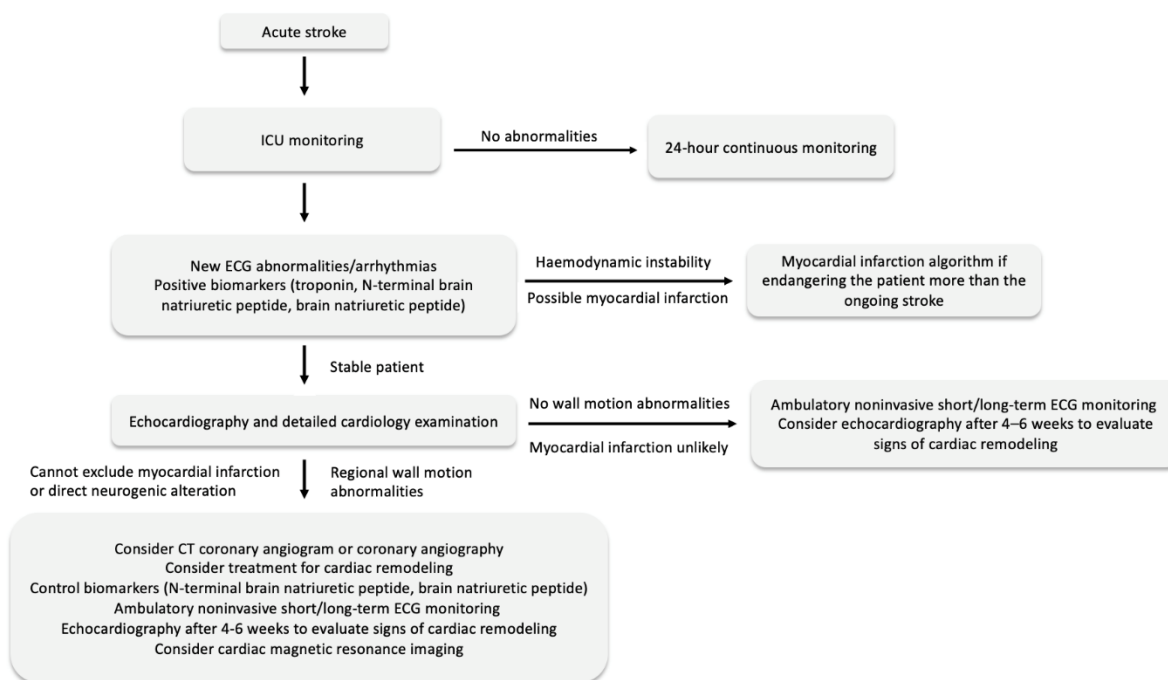 Acute stroke
ICU monitoring
No abnormalities
24-hour continuous monitoring
New ECG abnormalities/arrhythmias
Positive biomarkers (troponin, N-terminal brain
natriuretic peptide, brain natriuretic peptide)
Haemodynamic instability
Possible myocardial infarction
Myocardial infarction algorithm if
endangering the patient more than the
ongoing stroke
Stable patient
Echocardiography and detailed cardiology examination
No wall motion abnormalities
Myocardial infarction unlikely
Ambulatory noninvasive short/long-term ECG monitoring
Consider echocardiography after 4–6 weeks to evaluate
signs of cardiac remodeling
Cannot exclude myocardial infarction
or direct neurogenic alteration
Regional wall motion
abnormalities
Consider CT coronary angiogram or coronary angiography
Consider treatment for cardiac remodeling
Control biomarkers (N-terminal brain natriuretic peptide, brain natriuretic peptide)
Ambulatory noninvasive short/long-term ECG monitoring
Echocardiography after 4-6 weeks to evaluate signs of cardiac remodeling
Consider cardiac magnetic resonance imaging